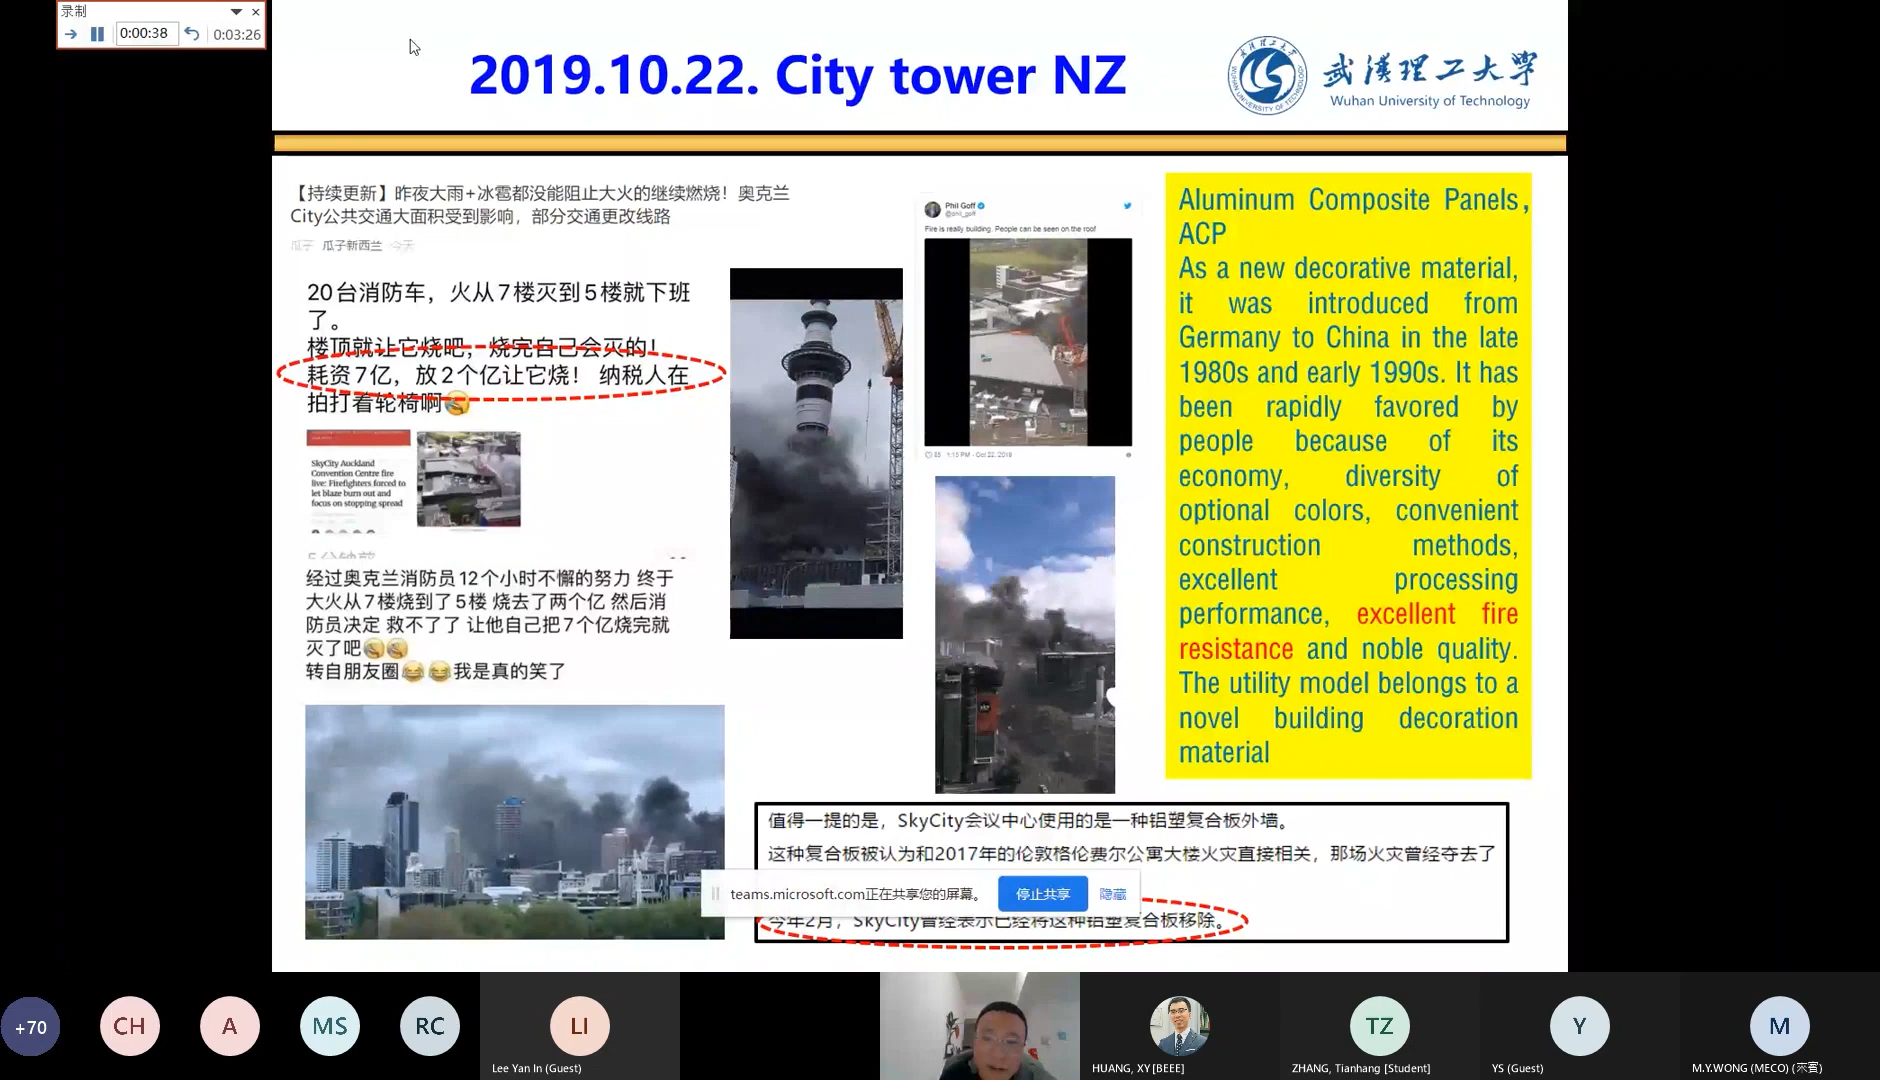 录制
0:00:38
0:03:26
2019.10.22. City tower NZ
武汉理工大学
Wuhan University of Technology
【持续更新】昨夜大雨+冰雹都没能阻止大火的继续燃烧！奥克兰
City公共交通大面积受到影响，部分交通更改线路
瓜子 瓜子新西兰 今天
20台消防车，火从7楼灭到5楼就下班
了。
楼顶就让它烧吧，烧完自己会灭的！
耗资7亿，放2个亿让它烧！ 纳税人在
拍打着轮椅啊
SkyCity Auckland
Convention Centre fire
live: Firefighters forced to
let blaze burn out and
focus on stopping spread
5分钟前
经过奥克兰消防员12个小时不懈的努力 终于
大火从7楼烧到了5楼 烧去了两个亿 然后消
防员决定 救不了了 让他自己把7个亿烧完就
灭了吧
转自朋友圈😂😂我是真的笑了
Phil Goff
@phil_goff
Fire is really building. People can be seen on the roof
1:15 PM - Oct 22, 2019
Aluminum Composite Panels,
ACP
As a new decorative material,
it was introduced from
Germany to China in the late
1980s and early 1990s. It has
been rapidly favored by
people because of its
economy, diversity of
optional colors, convenient
construction methods,
excellent processing
performance, excellent fire
resistance and noble quality.
The utility model belongs to a
novel building decoration
material
值得一提的是，SkyCity会议中心使用的是一种铝塑复合板外墙。
这种复合板被认为和2017年的伦敦格伦费尔公寓大楼火灾直接相关，那场火灾曾经夺去了
teams.microsoft.com正在共享您的屏幕。 停止共享 隐藏
今年2月，SkyCity曾经表示已经将这种铝塑复合板移除。
+70
CH
A
MS
RC
LI
Lee Yan In (Guest)
HUANG, XY [BEEE]
TZ
ZHANG, Tianhang [Student]
Y
YS (Guest)
M
M.Y.WONG (MECO) (来宾)